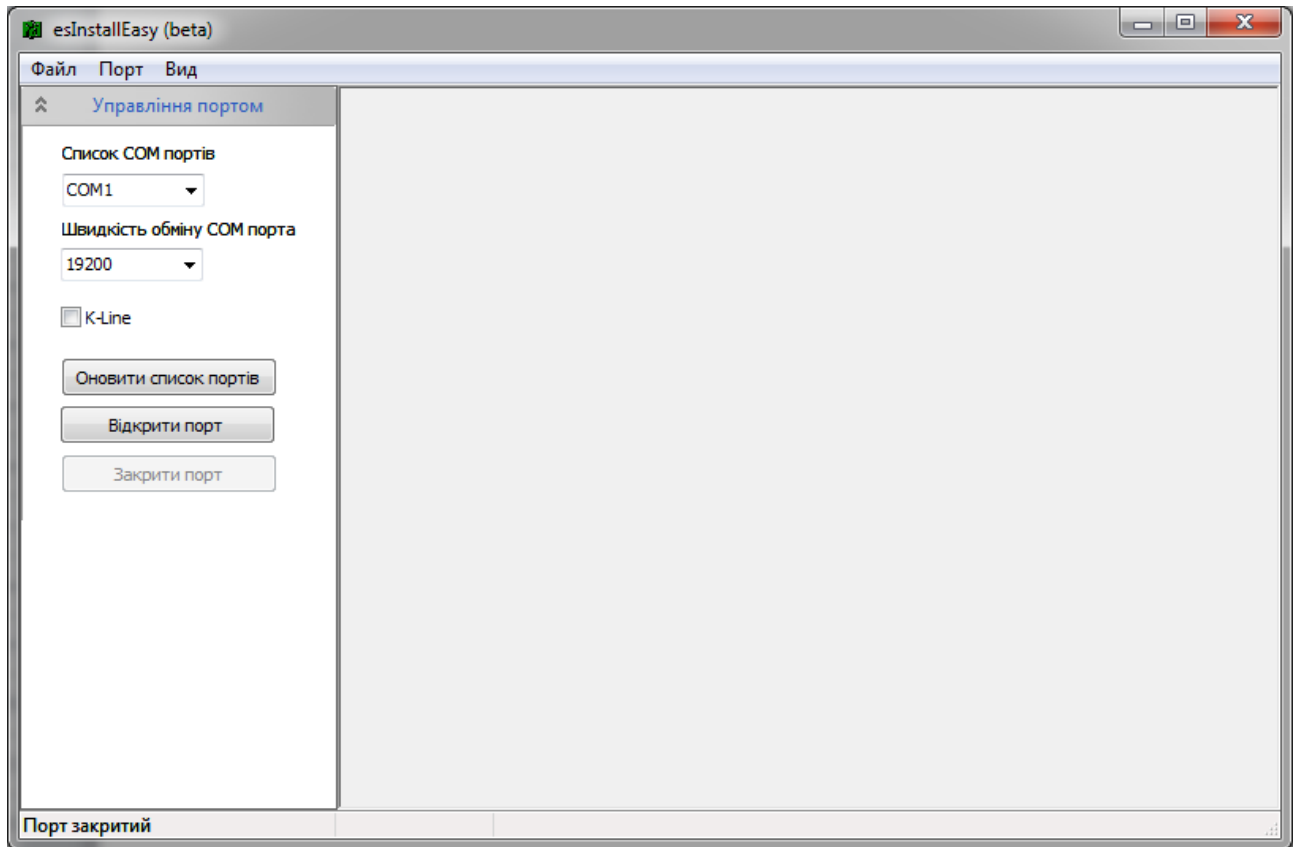 esInstallEasy (beta)
Файл Порт Вид
Управління портом
Список COM портів
COM1
Швидкість обміну COM порта
19200
K-Line
Оновити список портів
Відкрити порт
Закрити порт
Порт закритий